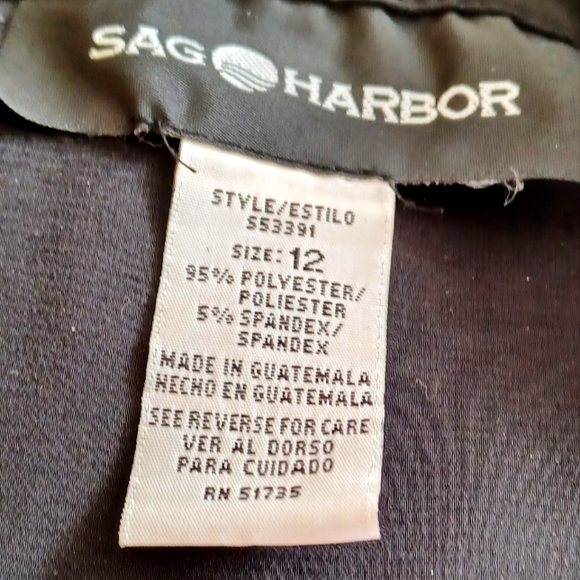 SAG HARBOR
STYLE/ESTILO
S53391
SIZE: 12
95% POLYESTER/
POLIESTER
5% SPANDEX/
SPANDEX
MADE IN GUATEMALA
HECHO EN GUATEMALA
SEE REVERSE FOR CARE
VER AL DORSO
PARA CUIDADO
RN 51735